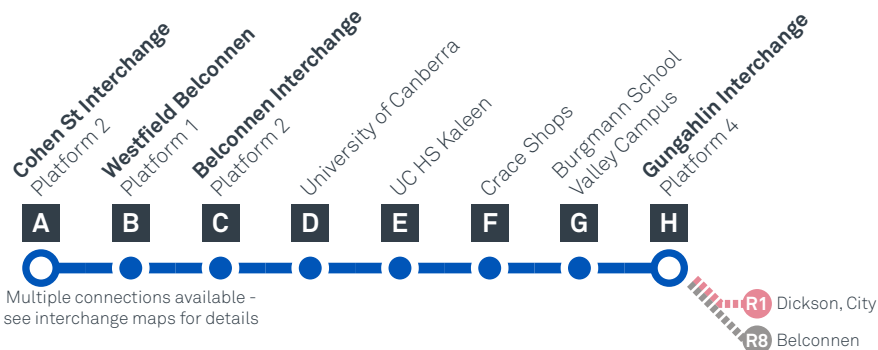 Cohen St Interchange
Platform 2
Westfield Belconnen
Platform 1
Belconnen Interchange
Platform 2
University of Canberra
UC HS Kaleen
Crace Shops
Burgmann School
Valley Campus
Gungahlin Interchange
Platform 4
A B C D E F G H
Multiple connections available -
see interchange maps for details
R1 Dickson, City
R8 Belconnen